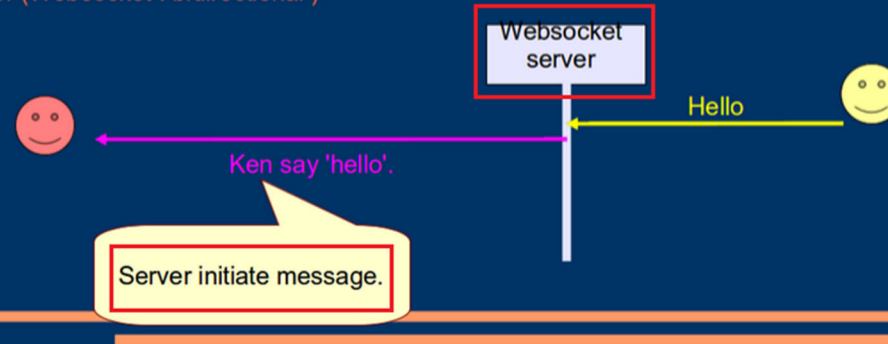 Websocket
server
Hello
Ken say 'hello'.
Server initiate message.